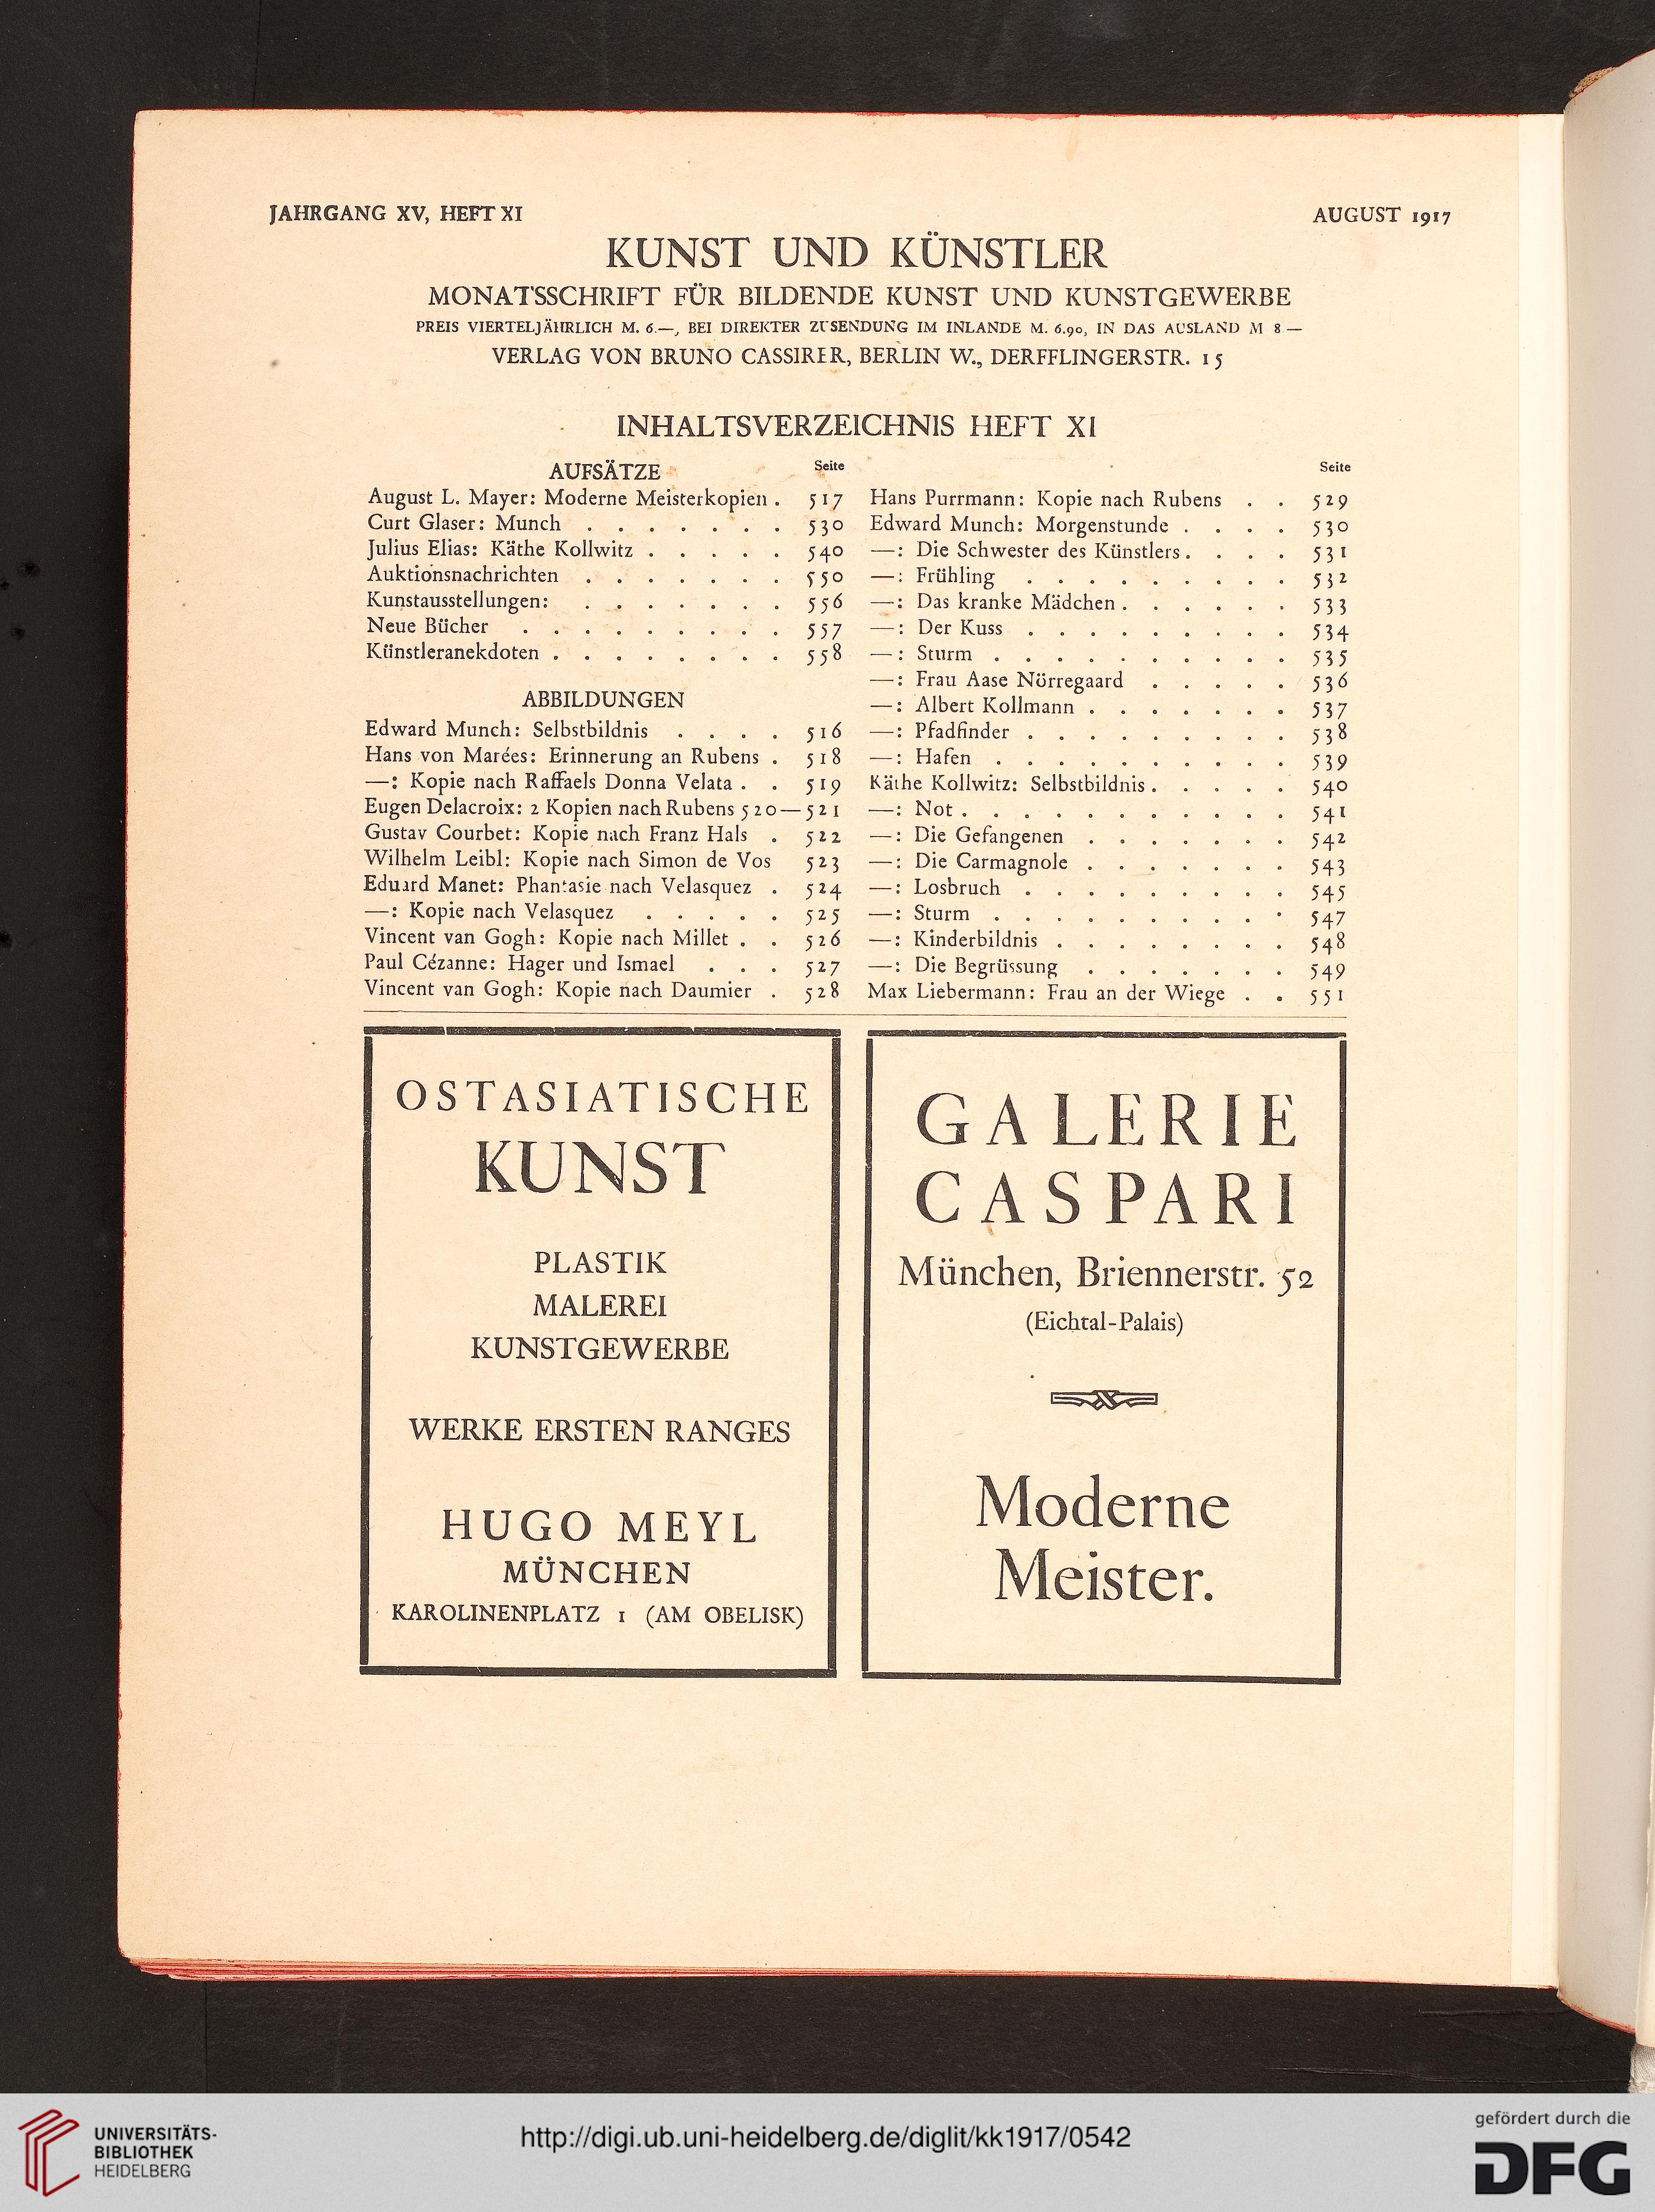 JAHRGANG XV, HEFT XI
AUGUST 1917
KUNST UND KÜNSTLER
MONATSSCHRIFT FÜR BILDENDE KUNST UND KUNSTGEWERBE
PREIS VIERTELJÄHRLICH M. 6.—, BEI DIREKTER ZUSENDUNG IM INLANDE M. 6.90, IN DAS AUSLAND M 8—
VERLAG VON BRUNO CASSIRER, BERLIN W., DERFFLINGERSTR. 15
INHALTSVERZEICHNIS HEFT XI
AUFSÄTZE Seite
August L. Mayer: Moderne Meisterkopien . 517
Curt Glaser: Munch . . . . . . . 530
Julius Elias: Käthe Kollwitz . . . . . 540
Auktionsnachrichten . . . . . . . 550
Kunstausstellungen: . . . . . . . 556
Neue Bücher . . . . . . . . . 557
Künstleranekdoten . . . . . . . . 558
ABBILDUNGEN
Edward Munch: Selbstbildnis . . . . 516
Hans von Marées: Erinnerung an Rubens . 518
—: Kopie nach Raffaels Donna Velata . . 519
Eugen Delacroix: 2 Kopien nach Rubens 520—521
Gustav Courbet: Kopie nach Franz Hals . 522
Wilhelm Leibl: Kopie nach Simon de Vos 523
Eduard Manet: Phantasie nach Velasquez . 524
—: Kopie nach Velasquez . . . . . 525
Vincent van Gogh: Kopie nach Millet . . 526
Paul Cézanne: Hager und Ismael . . . 527
Vincent van Gogh: Kopie nach Daumier . 528
Seite
Hans Purrmann: Kopie nach Rubens . . 529
Edward Munch: Morgenstunde . . . . 530
—: Die Schwester des Künstlers . . . . 531
—: Frühling . . . . . . . . . 532
—: Das kranke Mädchen . . . . . . 533
—: Der Kuss . . . . . . . . . 534
—: Sturm . . . . . . . . . . 535
—: Frau Aase Nörregaard . . . . . 536
—: Albert Kollmann . . . . . . . 537
—: Pfadfinder . . . . . . . . . 538
—: Hafen . . . . . . . . . . 539
Käthe Kollwitz: Selbstbildnis . . . . . 540
—: Not . . . . . . . . . . . 541
—: Die Gefangenen . . . . . . . 542
—: Die Carmagnole . . . . . . . 543
—: Losbruch . . . . . . . . . 545
—: Sturm . . . . . . . . . . 547
—: Kinderbildnis . . . . . . . . 548
—: Die Begrüssung . . . . . . . 549
Max Liebermann: Frau an der Wiege . . 551
OSTASIATISCHE
KUNST
PLASTIK
MALEREI
KUNSTGEWERBE
WERKE ERSTEN RANGES
HUGO MEYL
MÜNCHEN
KAROLINENPLATZ 1 (AM OBELISK)
GALERIE
CASPARI
München, Briennerstr. 52
(Eichtal-Palais)
Moderne
Meister.
UNIVERSITÄTS-
BIBLIOTHEK
HEIDELBERG
http://digi.ub.uni-heidelberg.de/diglit/kk1917/0542
gefördert durch die
DFG